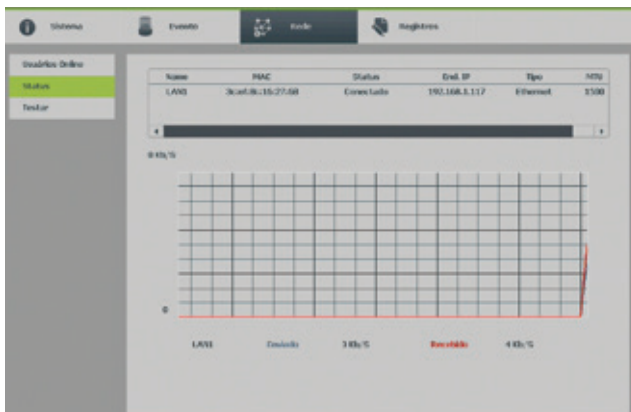 Sistema Evento Rede Registros
Usuários Online
Status
Testar
Nome MAC Status End. IP Tipo MTU
LAN1 Conectado 192.168.1.117 Ethernet 1500
Kb/S
0
LAN1 Enviado 3 Kb/S Recebido 4 Kb/S